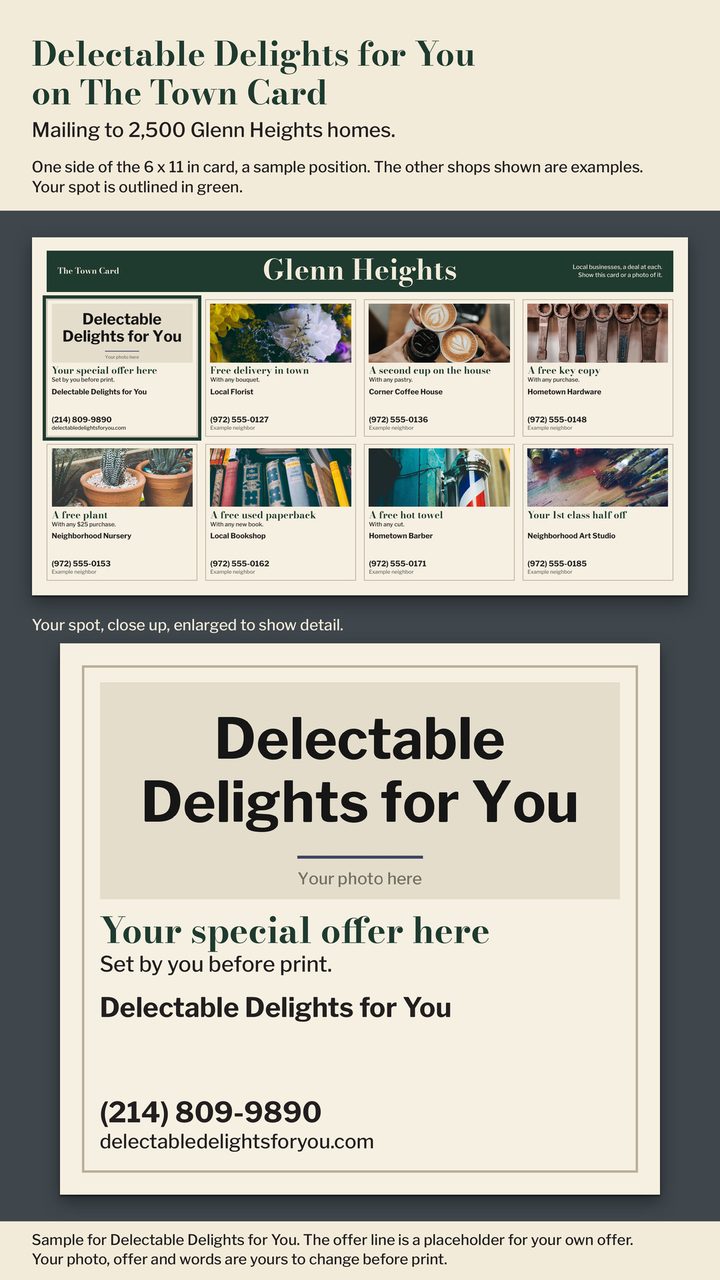 Delectable Delights for You
on The Town Card
Mailing to 2,500 Glenn Heights homes.
One side of the 6 x 11 in card, a sample position. The other shops shown are examples.
Your spot is outlined in green.
The Town Card
Glenn Heights
Local businesses, a deal at each.
Show this card or a photo of it.
Delectable
Delights for You
Your photo here
Your special offer here
Set by you before print.
Delectable Delights for You
(214) 809-9890
delectabledelightsforyou.com
Free delivery in town
With any bouquet.
Local Florist
(972) 555-0127
Example neighbor
A second cup on the house
With any pastry.
Corner Coffee House
(972) 555-0136
Example neighbor
A free key copy
With any purchase.
Hometown Hardware
(972) 555-0148
Example neighbor
A free plant
With any $25 purchase.
Neighborhood Nursery
(972) 555-0153
Example neighbor
A free used paperback
With any new book.
Local Bookshop
(972) 555-0162
Example neighbor
A free hot towel
With any cut.
Hometown Barber
(972) 555-0171
Example neighbor
Your 1st class half off
Neighborhood Art Studio
(972) 555-0185
Example neighbor
Your spot, close up, enlarged to show detail.
Delectable
Delights for You
Your photo here
Your special offer here
Set by you before print.
Delectable Delights for You
(214) 809-9890
delectabledelightsforyou.com
Sample for Delectable Delights for You. The offer line is a placeholder for your own offer.
Your photo, offer and words are yours to change before print.